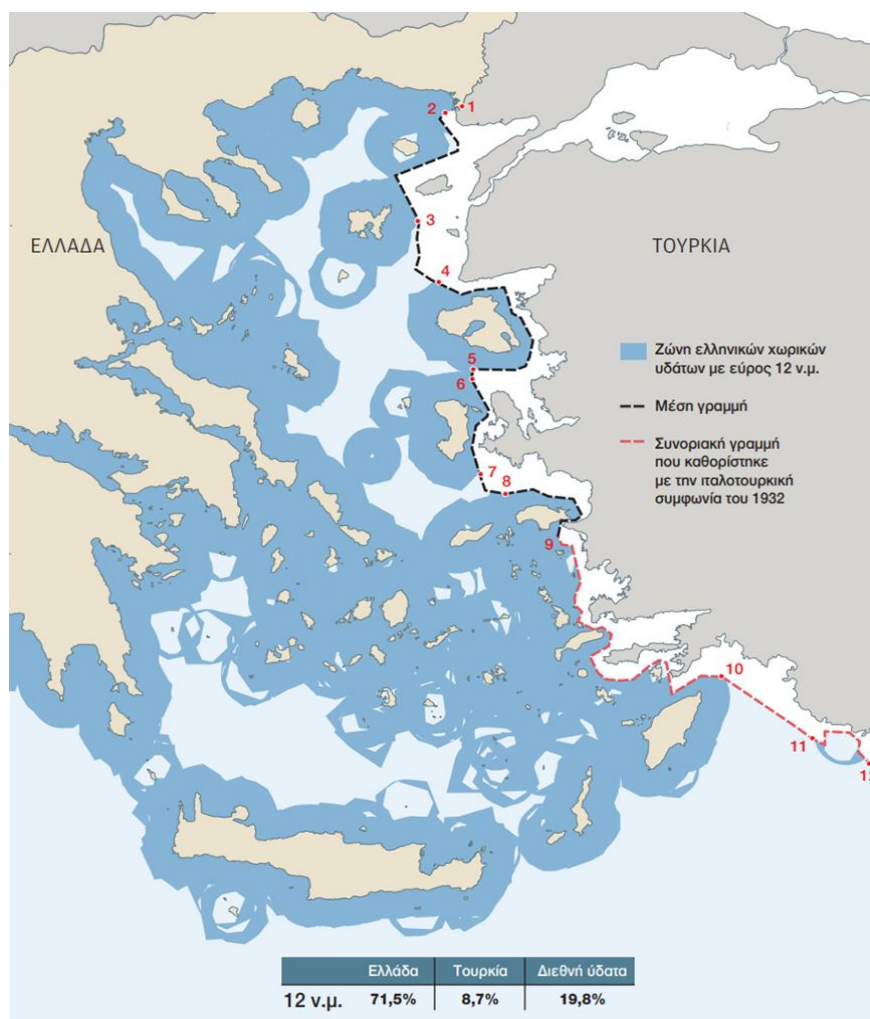 1
2
3
ΕΛΛΑΔΑ
ΤΟΥΡΚΙΑ
4
Ζώνη ελληνικών χωρικών
υδάτων με εύρος 12 ν.μ.
5
6
Μέση γραμμή
Συνοριακή γραμμή
που καθορίστηκε
με την ιταλοτουρκική
συμφωνία του 1932
7
8
9
10
11
12
Ελλάδα Τουρκία Διεθνή ύδατα
12 ν.μ. 71,5% 8,7% 19,8%